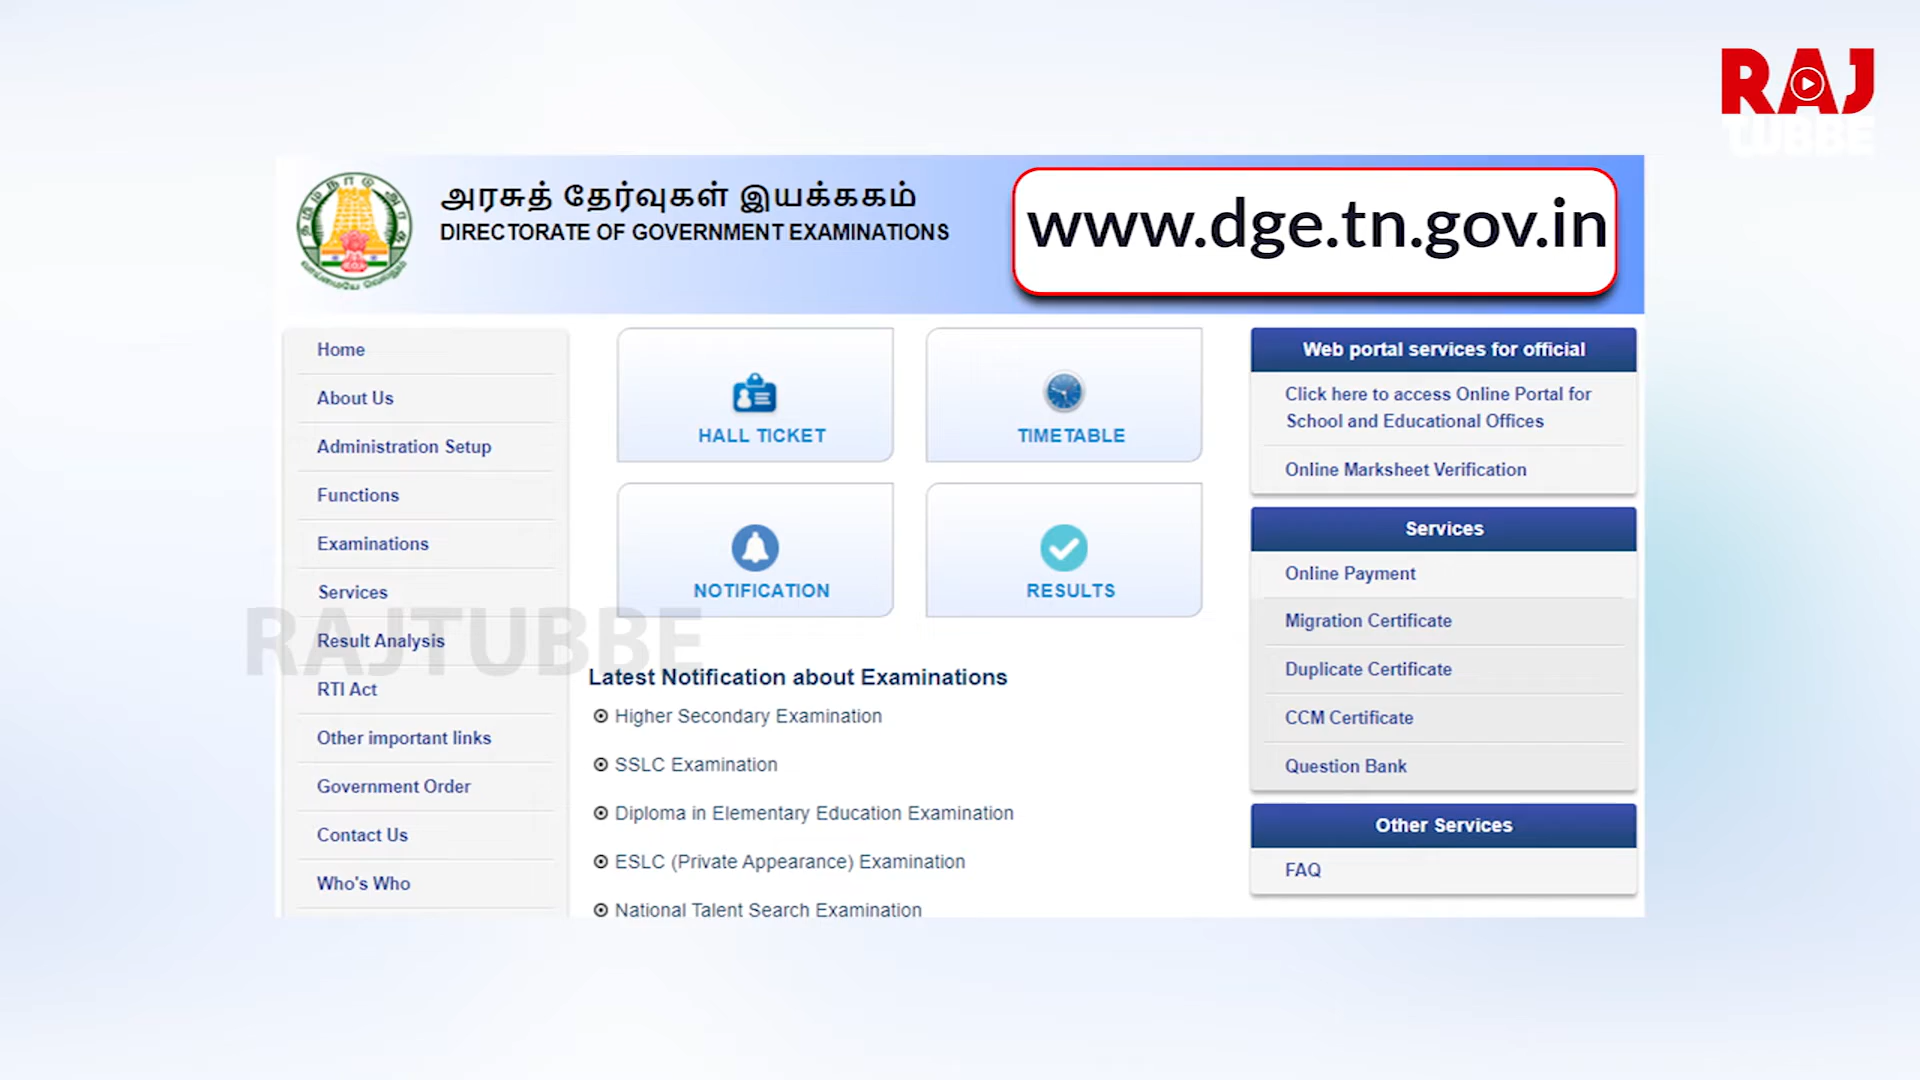 RAJ
TUBBE
அரசுத் தேர்வுகள் இயக்ககம்
DIRECTORATE OF GOVERNMENT EXAMINATIONS
www.dge.tn.gov.in
Home
About Us
Administration Setup
Functions
Examinations
Services
Result Analysis
RTI Act
Other important links
Government Order
Contact Us
Who's Who
HALL TICKET
TIMETABLE
NOTIFICATION
RESULTS
RAJTUBBE
Latest Notification about Examinations
Higher Secondary Examination
SSLC Examination
Diploma in Elementary Education Examination
ESLC (Private Appearance) Examination
National Talent Search Examination
Web portal services for official
Click here to access Online Portal for
School and Educational Offices
Online Marksheet Verification
Services
Online Payment
Migration Certificate
Duplicate Certificate
CCM Certificate
Question Bank
Other Services
FAQ